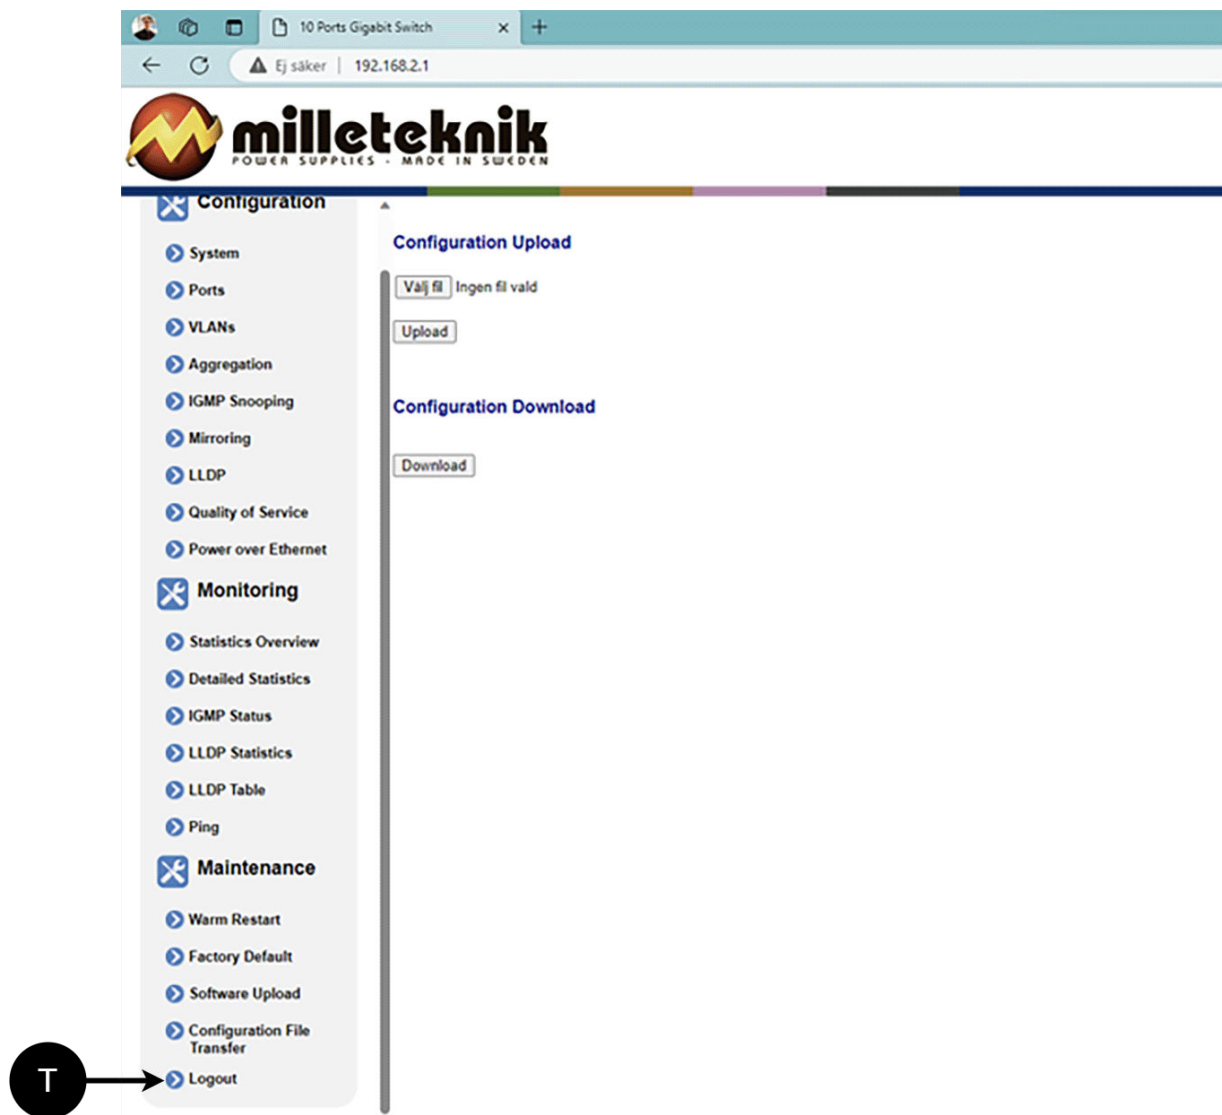 10 Ports Gigabit Switch
Ej säker | 192.168.2.1
milleteknik
POWER SUPPLIES - MADE IN SWEDEN
Configuration
System
Ports
VLANs
Aggregation
IGMP Snooping
Mirroring
LLDP
Quality of Service
Power over Ethernet
Monitoring
Statistics Overview
Detailed Statistics
IGMP Status
LLDP Statistics
LLDP Table
Ping
Maintenance
Warm Restart
Factory Default
Software Upload
Configuration File
Transfer
Logout
T
Configuration Upload
Välj fil Ingen fil vald
Upload
Configuration Download
Download